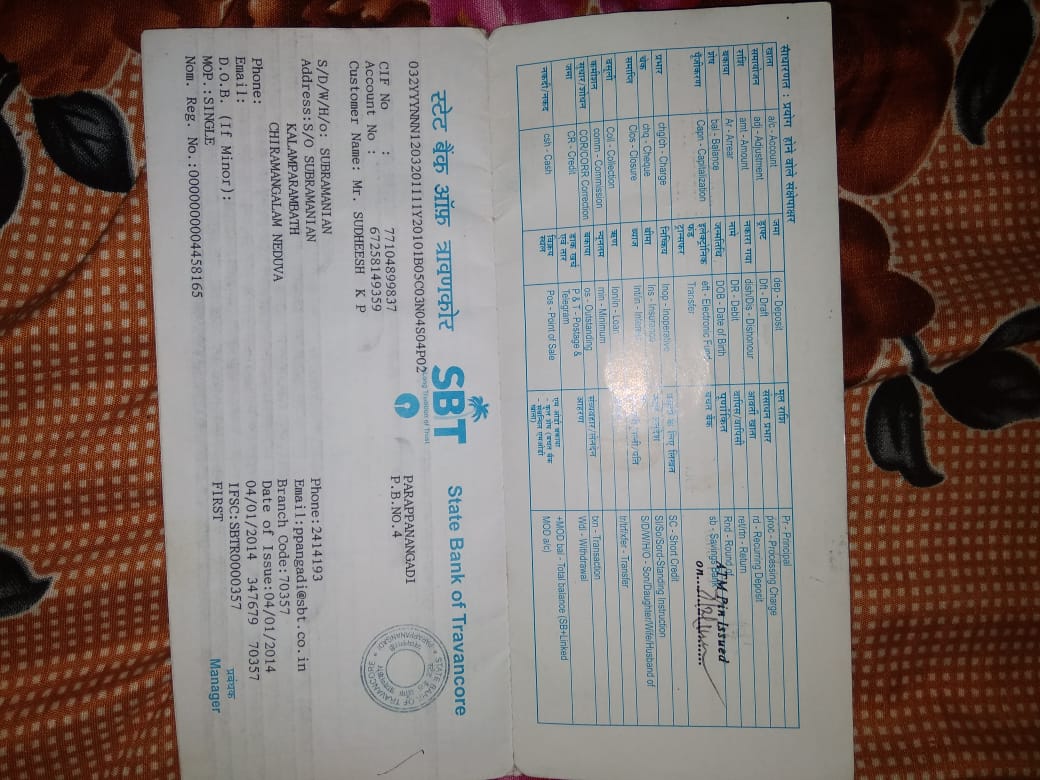 साधारणत : प्रयोग होने वाले संक्षेपाक्षर
खाता a/c - Account जमा dep - Deposit मूल राशि Pr - Principal
समायोजन adj - Adjustment ड्राफ्ट Dft - Draft संसाधन प्रभार proc - Processing Charge
राशि amt - Amount नकारा गया dish/Dis - Dishonour आवर्ती खाता rd - Recurring Deposit
बकाया Ar - Arrear नामे DR - Debit वापिस/वापिसी ret/rtn - Return
शेष bal - Balance जन्मतिथि DOB - Date of Birth पूर्णांकित Rnd - Round of
पूँजीकरण Capn - Capitalization इलेक्ट्रोनिक फंड ट्रान्सफर eft - Electronic Fund Transfer बचत बैंक sb - Savings Bank
ATM Pin Issued
on
प्रभार chg/ch - Charge निष्क्रिय Inop - Inoperative के लिए लिखत SC - Short Credit
चेक chq - Cheque बीमा Ins - Insurance SI/So/Sord-Standing Instruction
समाप्ति Clos - Closure ब्याज Int/in - पत्नी/पति S/D/W/H/O - Son/Daughter/Wife/Husband of
वसूली Coll - Collection ऋण lon/in - Loan tr/trf/xfer - Transfer
कमीशन comm - Commission न्यूनतम min - Minimum
सुधार/शोधन COR/CORR Correction बकाया os - Outstanding संव्यवहार/लेनदेन txn - Transaction
जमा CR - Credit डाक खर्च एवं तार P & T - Postage & Telegram आहरण Wdl - Withdrawal
नकदी/नकद csh - Cash विक्रय स्थल Pos - Point of Sale एम ओडी बकाया - कुल शेष (बचत बैंक - संबन्धित एमओडी खाता) +MOD bal - Total balance (SB+Linked MOD a/c)
स्टेट बैंक ऑफ़ त्रावणकोर SBT State Bank of Travancore
Long Tradition of Trust
032YYYNNN1203201111Y20101B05C03N04S04P02
PARAPPANANGADI
P.B.NO.4
STATE BANK OF TRAVANCORE
CIF No : 77104899837
Account No : 67258149359
Customer Name: Mr. SUDHEESH K P
S/D/W/H/o: SUBRAMANIAN
Address:S/O SUBRAMANIAN
KALAMPARAMBATH
CHIRAMANGALAM NEDUVA
Phone:
Email:
D.O.B. (If Minor):
MOP.:SINGLE
Nom. Reg. No.:0000000004458165
Phone:2414193
Email:ppangadi@sbt.co.in
Branch Code:70357
Date of Issue:04/01/2014
04/01/2014 347679 70357
IFSC:SBTR0000357
FIRST
प्रबंधक
Manager